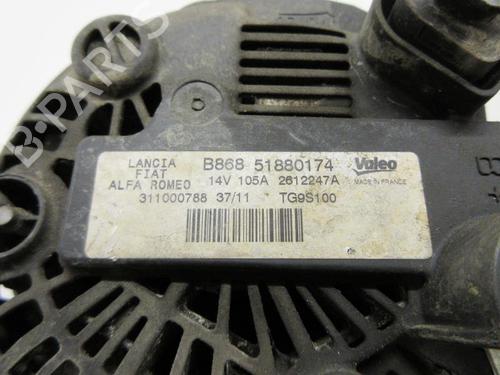 B-PARTS
LANCIA
FIAT
ALFA ROMEO
B868 51880174
14V 105A 2612247A
311000788 37/11 TG9S100
Valeo
MADE IN FRANCE